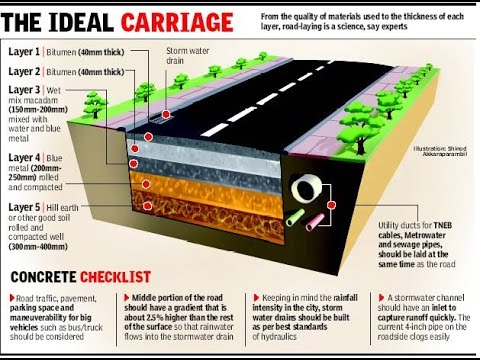 THE IDEAL CARRIAGE
From the quality of materials used to the thickness of each
layer, road-laying is a science, say experts
Layer 1 | Bitumen (40mm thick)
Layer 2 | Bitumen (40mm thick)
Layer 3 | Wet
mix macadam
(150mm-200mm)
mixed with
water and blue
metal
Layer 4 | Blue
metal (200mm-
250mm) rolled
and compacted
Layer 5 | Hill earth
or other good soil
rolled and
compacted well
(300mm-400mm)
Storm water
drain
Illustration: Shinod
Akkaraparambil
Utility ducts for TNEB
cables, Metrowater
and sewage pipes,
should be laid at the
same time as the road
CONCRETE CHECKLIST
Road traffic, pavement,
parking space and
maneuverability for big
vehicles such as bus/truck
should be considered
Middle portion of the road
should have a gradient that is
about 2.5% higher than the rest
of the surface so that rainwater
flows into the stormwater drain
Keeping in mind the rainfall
intensity in the city, storm
water drains should be built
as per best standards
of hydraulics
A stormwater channel
should have an inlet to
capture runoff quickly. The
current 4-inch pipe on the
roadside clogs easily